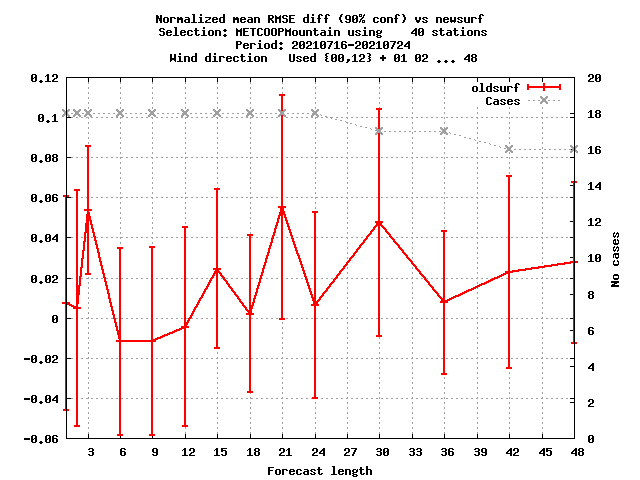 Normalized mean RMSE diff (90% conf) vs newsurf
Selection: METCOOPMountain using    40 stations
Period: 20210716-20210724
Wind direction   Used {00,12} + 01 02 ... 48
oldsurf
Cases
0.12
0.1
0.08
0.06
0.04
0.02
0
-0.02
-0.04
-0.06
20
18
16
14
12
10
8
6
4
2
0
No cases
3 6 9 12 15 18 21 24 27 30 33 36 39 42 45 48
Forecast length